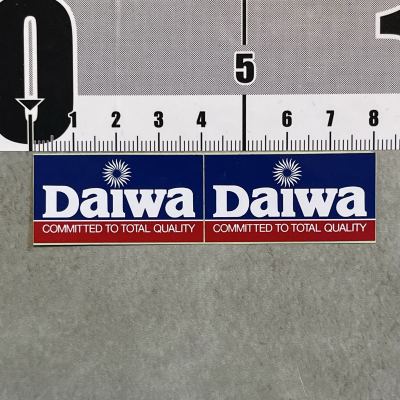 0 5 1
1 2 3 4 6 7 8
Daiwa Daiwa
COMMITTED TO TOTAL QUALITY COMMITTED TO TOTAL QUALITY